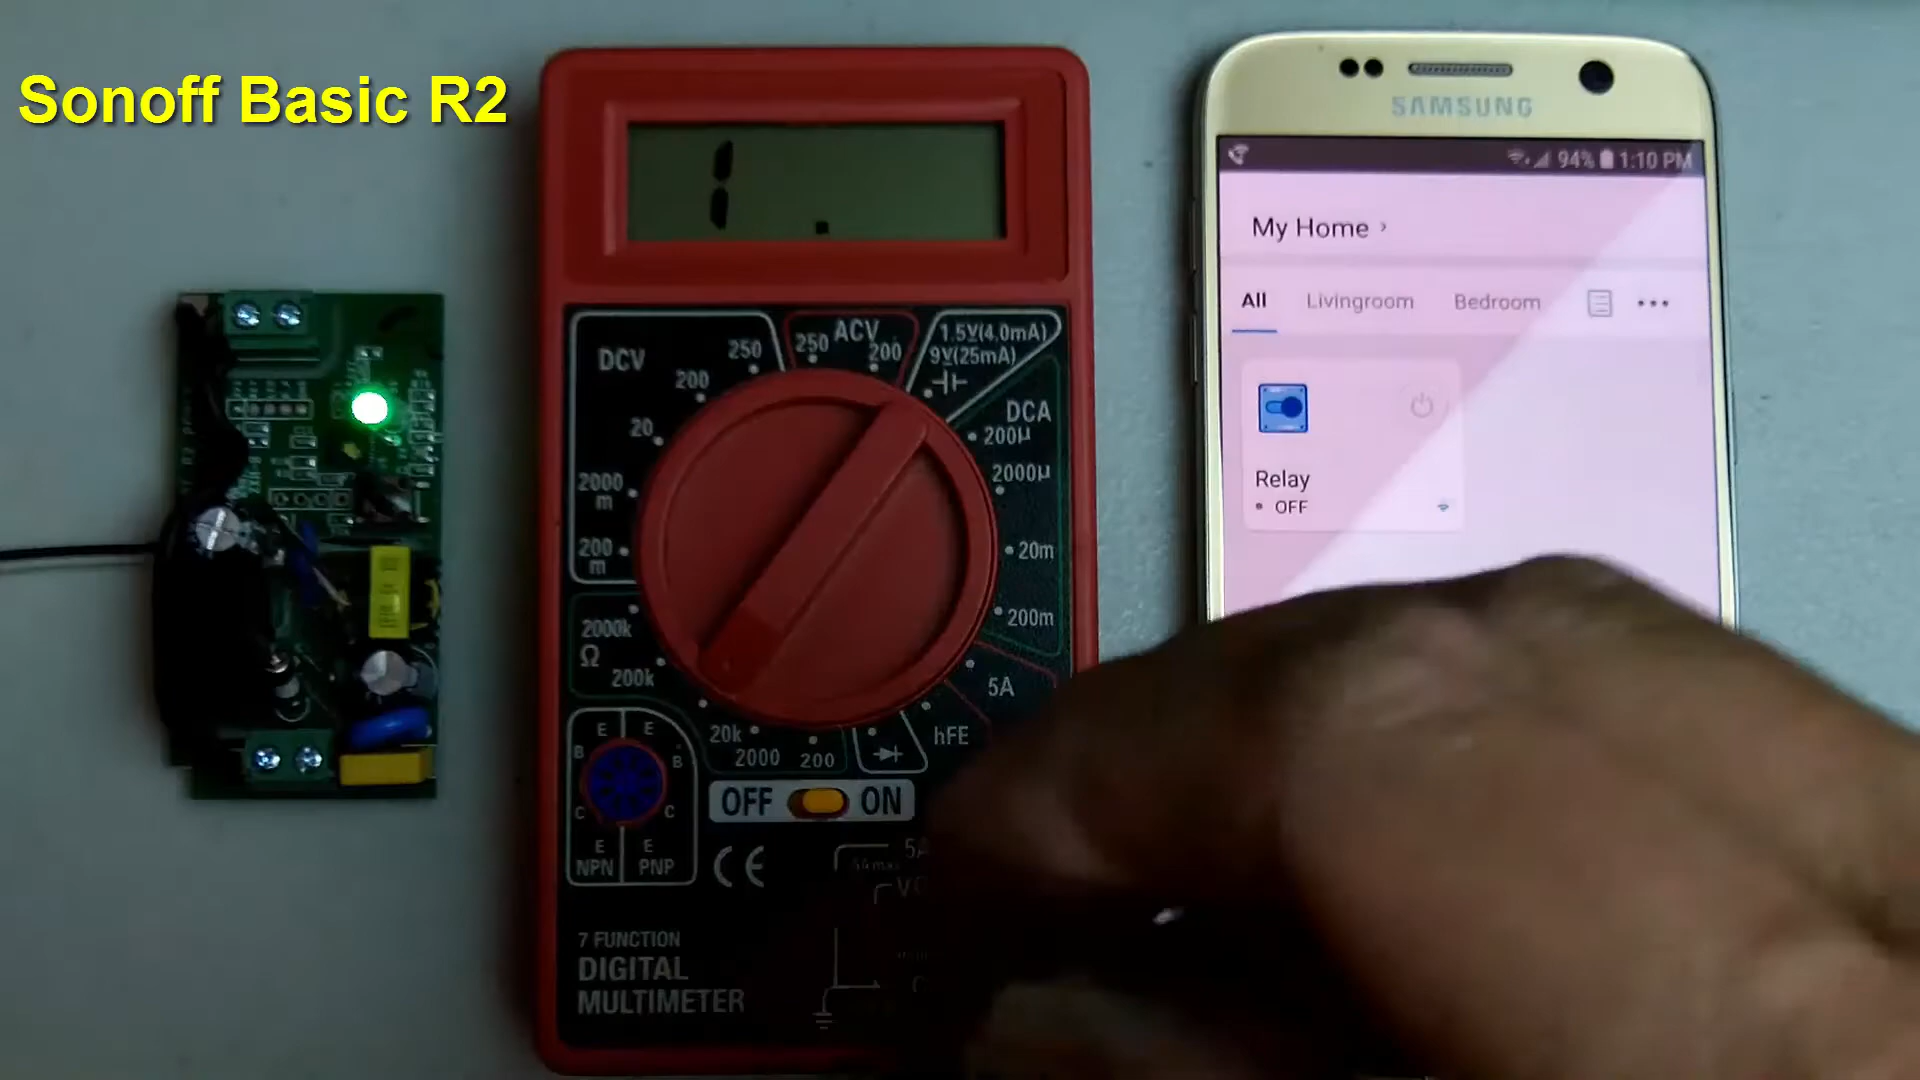 Sonoff Basic R2
1.
DCV
250
200
20
2000
m
200
m
2000k
Ω
200k
20k
2000
200
250
ACV
200
1.5V(4.0mA)
9V(25mA)
DCA
200µ
2000µ
20m
200m
5A
hFE
E
E
B
B
C
C
E
E
NPN
PNP
OFF
ON
CE
5A
7 FUNCTION
DIGITAL
MULTIMETER
SAMSUNG
94%
1:10 PM
My Home ›
All
Livingroom
Bedroom
•••
Relay
• OFF